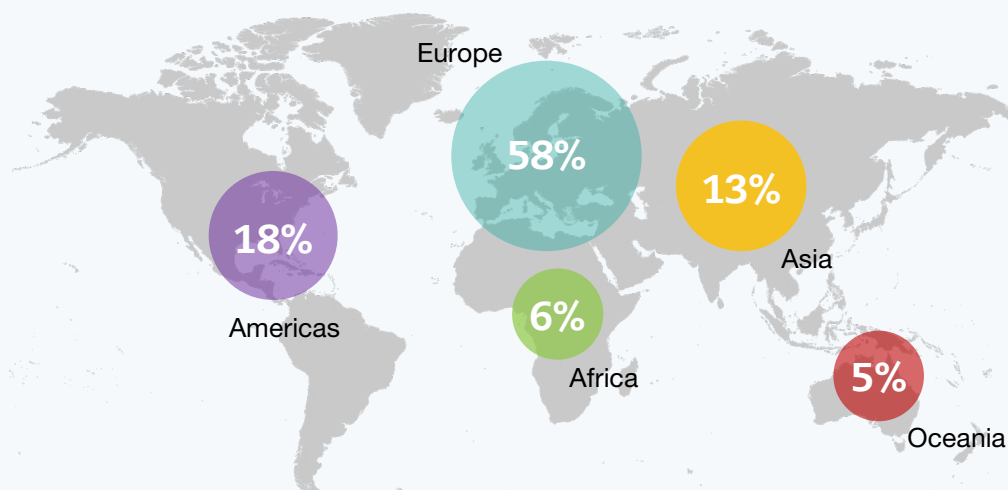 Europe
58%
13%
18%
Asia
6%
Americas
Africa
5%
Oceania